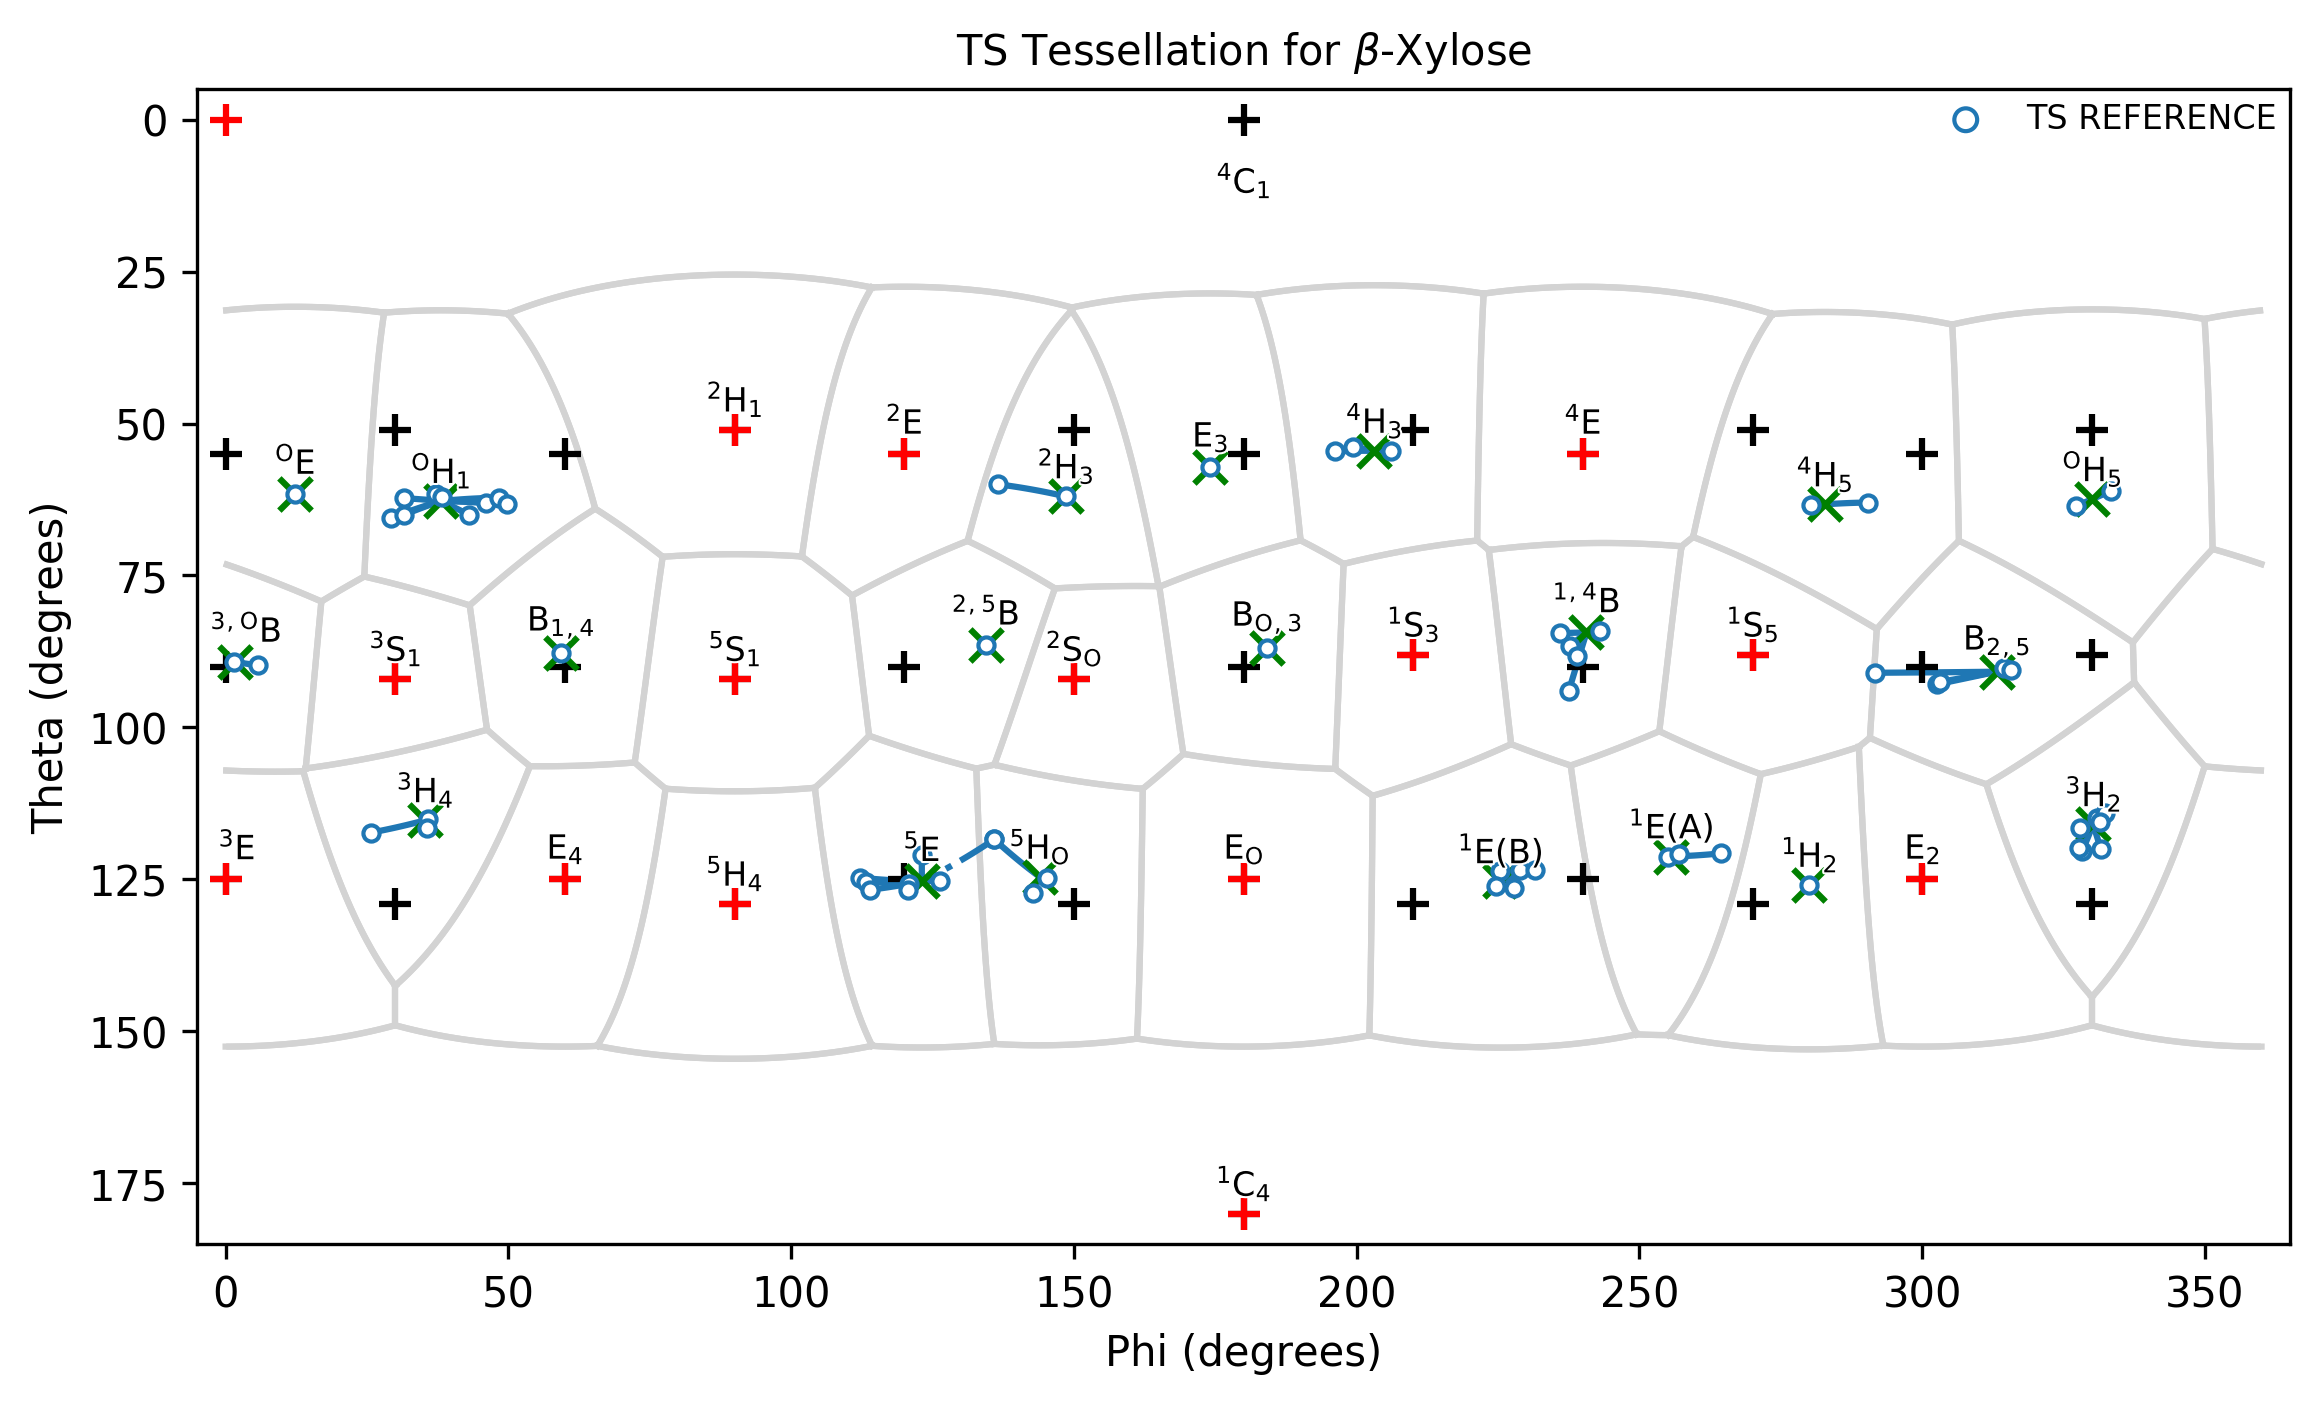 TS Tessellation for β-Xylose
TS REFERENCE
Theta (degrees)
0
25
50
75
100
125
150
175
⁴C₁
²H₁
²E
⁴H₃
⁴E
E₃
ᴼE
ᴼH₁
²H₃
⁴H₅
ᴼH₅
³,ᴼB
³S₁
B₁,₄
⁵S₁
²,⁵B
²Sₒ
Bₒ,₃
¹S₃
¹,⁴B
¹S₅
B₂,₅
³H₄
³H₂
³E
E₄
⁵H₄
⁵E
⁵Hₒ
Eₒ
¹E(B)
¹E(A)
¹H₂
E₂
¹C₄
0 50 100 150 200 250 300 350
Phi (degrees)